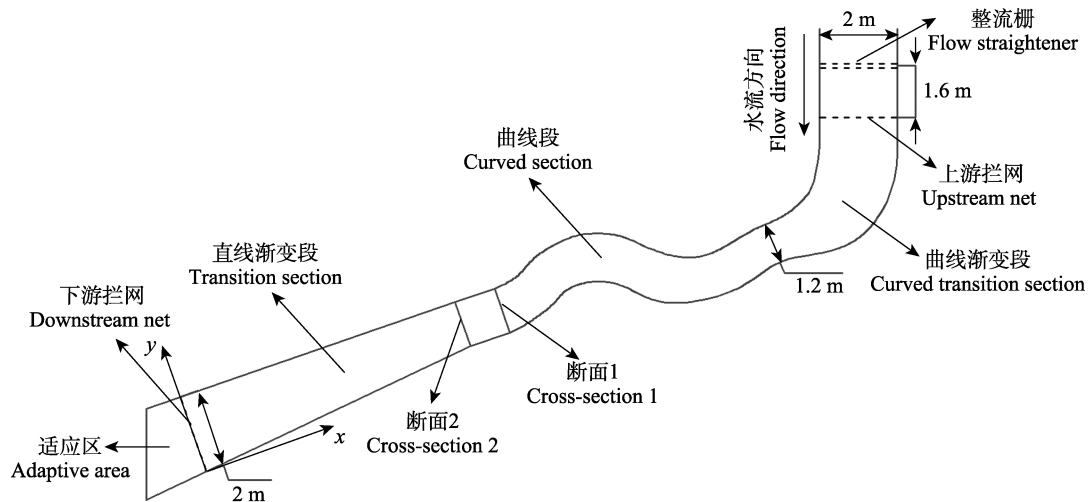 整流栅
Flow straightener
2 m
水流方向
Flow direction
1.6 m
曲线段
Curved section
上游拦网
Upstream net
直线渐变段
Transition section
曲线渐变段
Curved transition section
1.2 m
下游拦网
Downstream net
y
断面1
Cross-section 1
断面2
Cross-section 2
x
适应区
Adaptive area
2 m